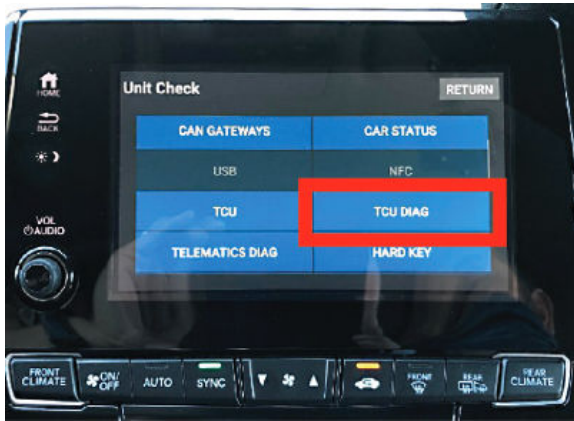 HOME
BACK
VOL
AUDIO
Unit Check
RETURN
CAN GATEWAYS
CAR STATUS
USB
NFC
TCU
TCU DIAG
TELEMATICS DIAG
HARD KEY
FRONT
CLIMATE
ON/
OFF
AUTO
SYNC
FRONT
REAR
REAR
CLIMATE